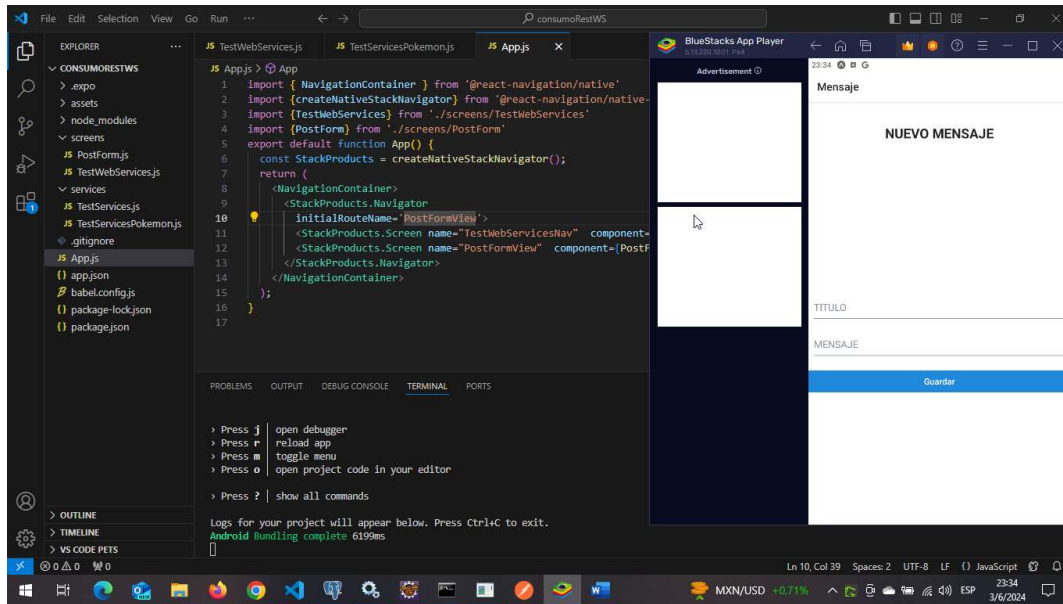 File Edit Selection View Go Run ··· consumoRestWS
EXPLORER ···
CONSUMORESTWS
> .expo
> assets
> node_modules
screens
JS PostForm.js
JS TestWebServices.js
services
JS TestServices.js
JS TestServicesPokemon.js
.gitignore
JS App.js
{} app.json
babel.config.js
{} package-lock.json
{} package.json
> OUTLINE
> TIMELINE
> VS CODE PETS
JS TestWebServices.js JS TestServicesPokemon.js JS App.js ×
JS App.js > App
1 import { NavigationContainer } from '@react-navigation/native'
2 import {createNativeStackNavigator} from '@react-navigation/native-
3 import {TestWebServices} from './screens/TestWebServices'
4 import {PostForm} from './screens/PostForm'
5 export default function App() {
6 const StackProducts = createNativeStackNavigator();
7 return (
8 <NavigationContainer>
9 <StackProducts.Navigator
10 initialRouteName='PostFormView'>
11 <StackProducts.Screen name="TestWebServicesNav" component=
12 <StackProducts.Screen name="PostFormView" component={PostF
13 </StackProducts.Navigator>
14 </NavigationContainer>
15 );
16 }
17
PROBLEMS OUTPUT DEBUG CONSOLE TERMINAL PORTS
› Press j | open debugger
› Press r | reload app
› Press m | toggle menu
› Press o | open project code in your editor
› Press ? | show all commands
Logs for your project will appear below. Press Ctrl+C to exit.
Android Bundling complete 6199ms
BlueStacks App Player
5.13.220.1001 P64
Advertisement
23:34 G
Mensaje
NUEVO MENSAJE
TITULO
MENSAJE
Guardar
1
0 0 0
Ln 10, Col 39 Spaces: 2 UTF-8 LF {} JavaScript
MXN/USD +0,71% ESP 23:34
3/6/2024